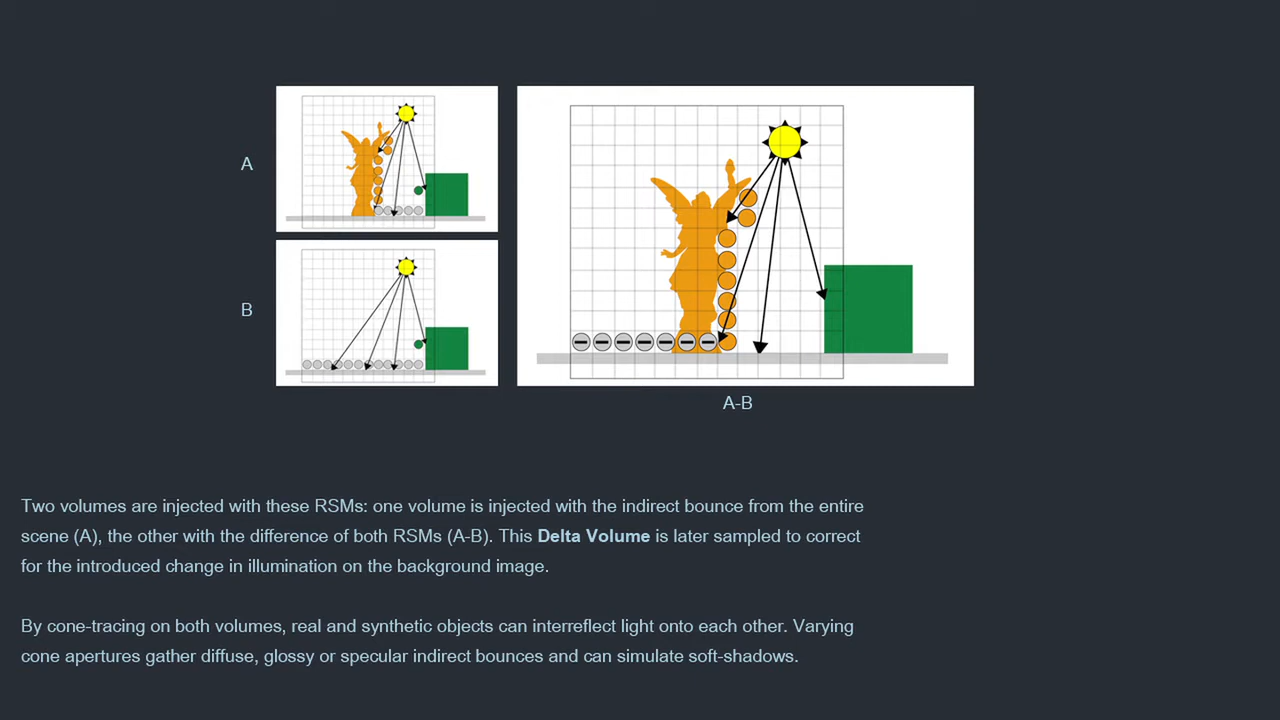 A
B
A-B
Two volumes are injected with these RSMs: one volume is injected with the indirect bounce from the entire
scene (A), the other with the difference of both RSMs (A-B). This Delta Volume is later sampled to correct
for the introduced change in illumination on the background image.
By cone-tracing on both volumes, real and synthetic objects can interreflect light onto each other. Varying
cone apertures gather diffuse, glossy or specular indirect bounces and can simulate soft-shadows.